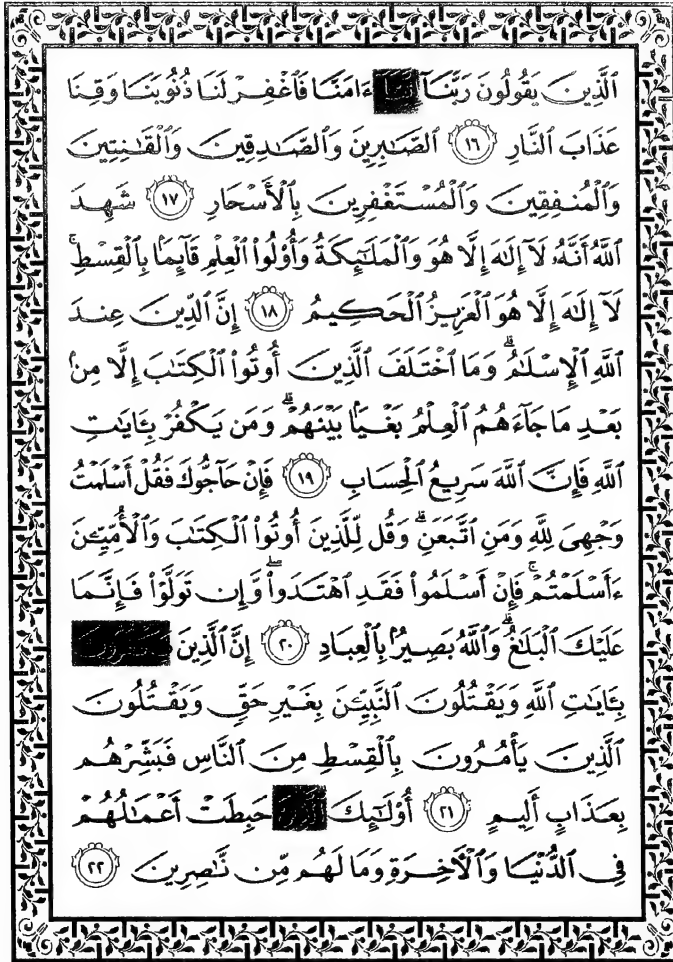 ٱلَّذِينَ يَقُولُونَ رَبَّنَآ ءَامَنَّا فَٱغْفِرْ لَنَا ذُنُوبَنَا وَقِنَا
عَذَابَ ٱلنَّارِ ١٦ ٱلصَّٰبِرِينَ وَٱلصَّٰدِقِينَ وَٱلْقَٰنِتِينَ
وَٱلْمُنفِقِينَ وَٱلْمُسْتَغْفِرِينَ بِٱلْأَسْحَارِ ١٧ شَهِدَ
ٱللَّهُ أَنَّهُۥ لَآ إِلَٰهَ إِلَّا هُوَ وَٱلْمَلَٰٓئِكَةُ وَأُو۟لُوا۟ ٱلْعِلْمِ قَآئِمًۢا بِٱلْقِسْطِ ۚ
لَآ إِلَٰهَ إِلَّا هُوَ ٱلْعَزِيزُ ٱلْحَكِيمُ ١٨ إِنَّ ٱلدِّينَ عِندَ
ٱللَّهِ ٱلْإِسْلَٰمُ ۗ وَمَا ٱخْتَلَفَ ٱلَّذِينَ أُوتُوا۟ ٱلْكِتَٰبَ إِلَّا مِنۢ
بَعْدِ مَا جَآءَهُمُ ٱلْعِلْمُ بَغْيًۢا بَيْنَهُمْ ۗ وَمَن يَكْفُرْ بِـَٔايَٰتِ
ٱللَّهِ فَإِنَّ ٱللَّهَ سَرِيعُ ٱلْحِسَابِ ١٩ فَإِنْ حَآجُّوكَ فَقُلْ أَسْلَمْتُ
وَجْهِىَ لِلَّهِ وَمَنِ ٱتَّبَعَنِ ۗ وَقُل لِّلَّذِينَ أُوتُوا۟ ٱلْكِتَٰبَ وَٱلْأُمِّيِّـۧنَ
ءَأَسْلَمْتُمْ ۚ فَإِنْ أَسْلَمُوا۟ فَقَدِ ٱهْتَدَوا۟ ۖ وَّإِن تَوَلَّوْا۟ فَإِنَّمَا
عَلَيْكَ ٱلْبَلَٰغُ ۗ وَٱللَّهُ بَصِيرٌۢ بِٱلْعِبَادِ ٢٠ إِنَّ ٱلَّذِينَ
بِـَٔايَٰتِ ٱللَّهِ وَيَقْتُلُونَ ٱلنَّبِيِّـۧنَ بِغَيْرِ حَقٍّ وَيَقْتُلُونَ
ٱلَّذِينَ يَأْمُرُونَ بِٱلْقِسْطِ مِنَ ٱلنَّاسِ فَبَشِّرْهُم
بِعَذَابٍ أَلِيمٍ ٢١ أُو۟لَٰٓئِكَ حَبِطَتْ أَعْمَٰلُهُمْ
فِى ٱلدُّنْيَا وَٱلْءَاخِرَةِ وَمَا لَهُم مِّن نَّٰصِرِينَ ٢٢